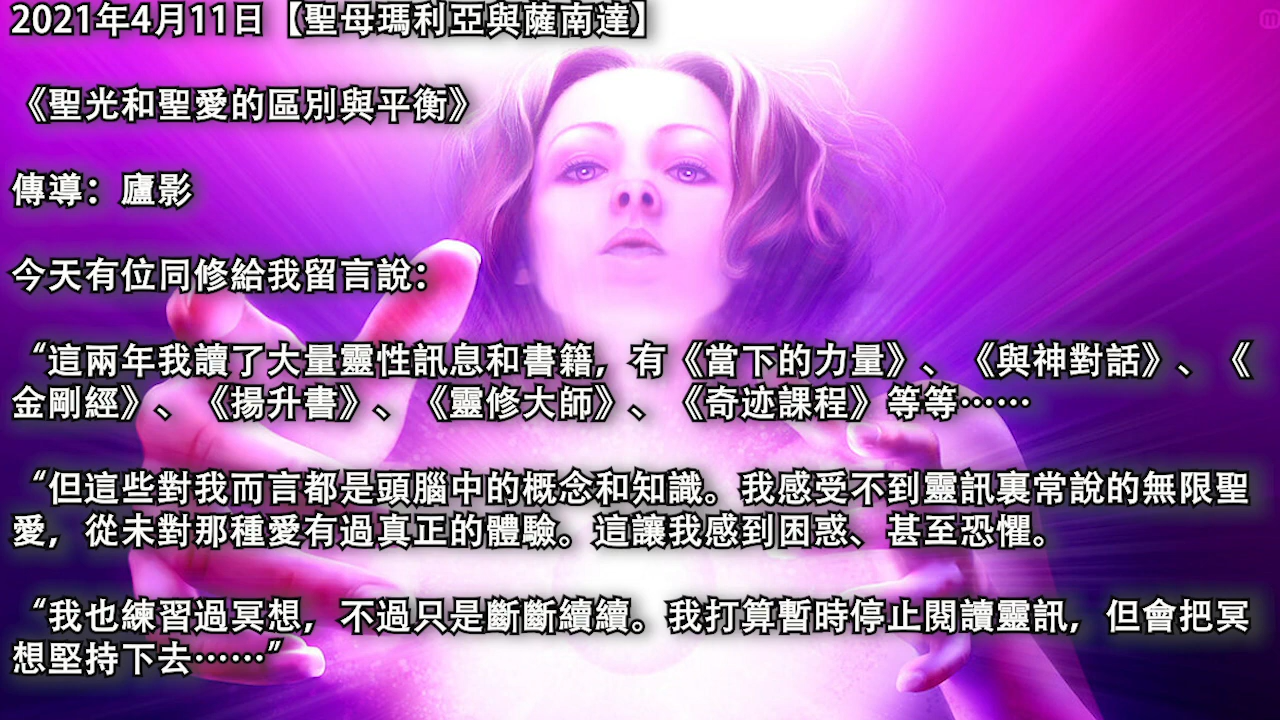 2021年4月11日【聖母瑪利亞與薩南達】
《聖光和聖愛的區別與平衡》
傳導：廬影
今天有位同修給我留言說：
“這兩年我讀了大量靈性訊息和書籍，有《當下的力量》、《與神對話》、《
金剛經》、《揚升書》、《靈修大師》、《奇迹課程》等等……
“但這些對我而言都是頭腦中的概念和知識。我感受不到靈訊裏常說的無限聖
愛，從未對那種愛有過真正的體驗。這讓我感到困惑、甚至恐懼。
“我也練習過冥想，不過只是斷斷續續。我打算暫時停止閱讀靈訊，但會把冥
想堅持下去……”